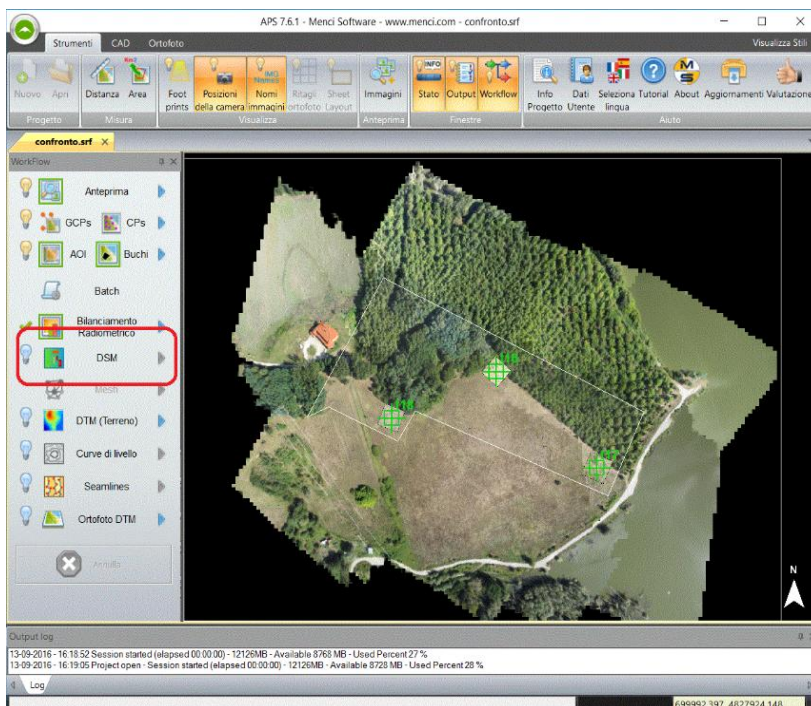 APS 7.6.1 - Menci Software - www.menci.com - confronto.srf
Strumenti CAD Ortofoto Visualizza Stili
Nuovo Apri Distanza Area Foot prints Posizioni della camera Nomi immagini Ritagli ortofoto Sheet Layout Immagini Stato Output Workflow Info Progetto Dati Utente Seleziona lingua Tutorial About Aggiornamenti Valutazione
Progetto Misura Visualizza Anteprima Finestre Aiuto
confronto.srf
WorkFlow
Anteprima
GCPs CPs
AOI Buchi
Batch
Bilanciamento
Radiometrico
DSM
Mesh
DTM (Terreno)
Curve di livello
Seamlines
Ortofoto DTM
Annulla
116
117
N
Output log
13-09-2016 - 16:18:52 Session started (elapsed 00:00:00) - 12126MB - Available 8768 MB - Used Percent 27 %
13-09-2016 - 16:19:05 Project open - Session started (elapsed 00:00:00) - 12126MB - Available 8728 MB - Used Percent 28 %
Log
699992.397, 4827924.148